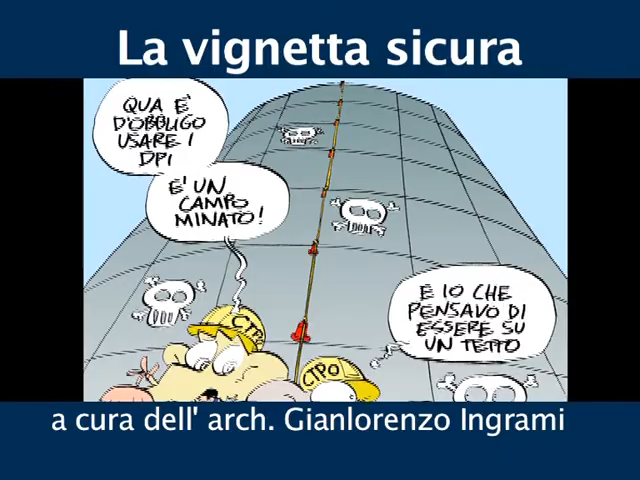 La vignetta sicura
QUA E'
D'OBBLIGO
USARE I
DPI
E' UN
CAMPO
MINATO!
E IO CHE
PENSAVO DI
ESSERE SU
UN TETTO
CTPO
CTPO
a cura dell' arch. Gianlorenzo Ingrami